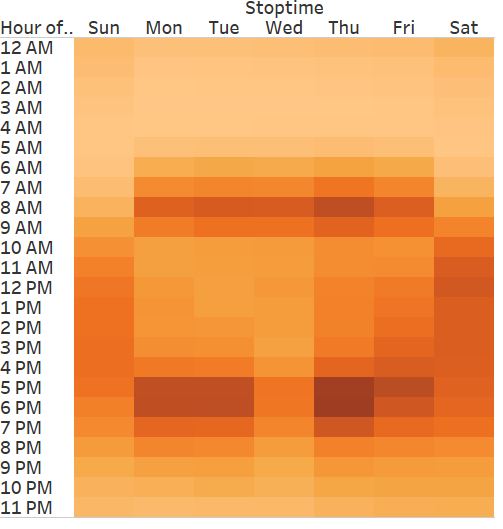 Stoptime
Hour of.. Sun Mon Tue Wed Thu Fri Sat
12 AM
1 AM
2 AM
3 AM
4 AM
5 AM
6 AM
7 AM
8 AM
9 AM
10 AM
11 AM
12 PM
1 PM
2 PM
3 PM
4 PM
5 PM
6 PM
7 PM
8 PM
9 PM
10 PM
11 PM